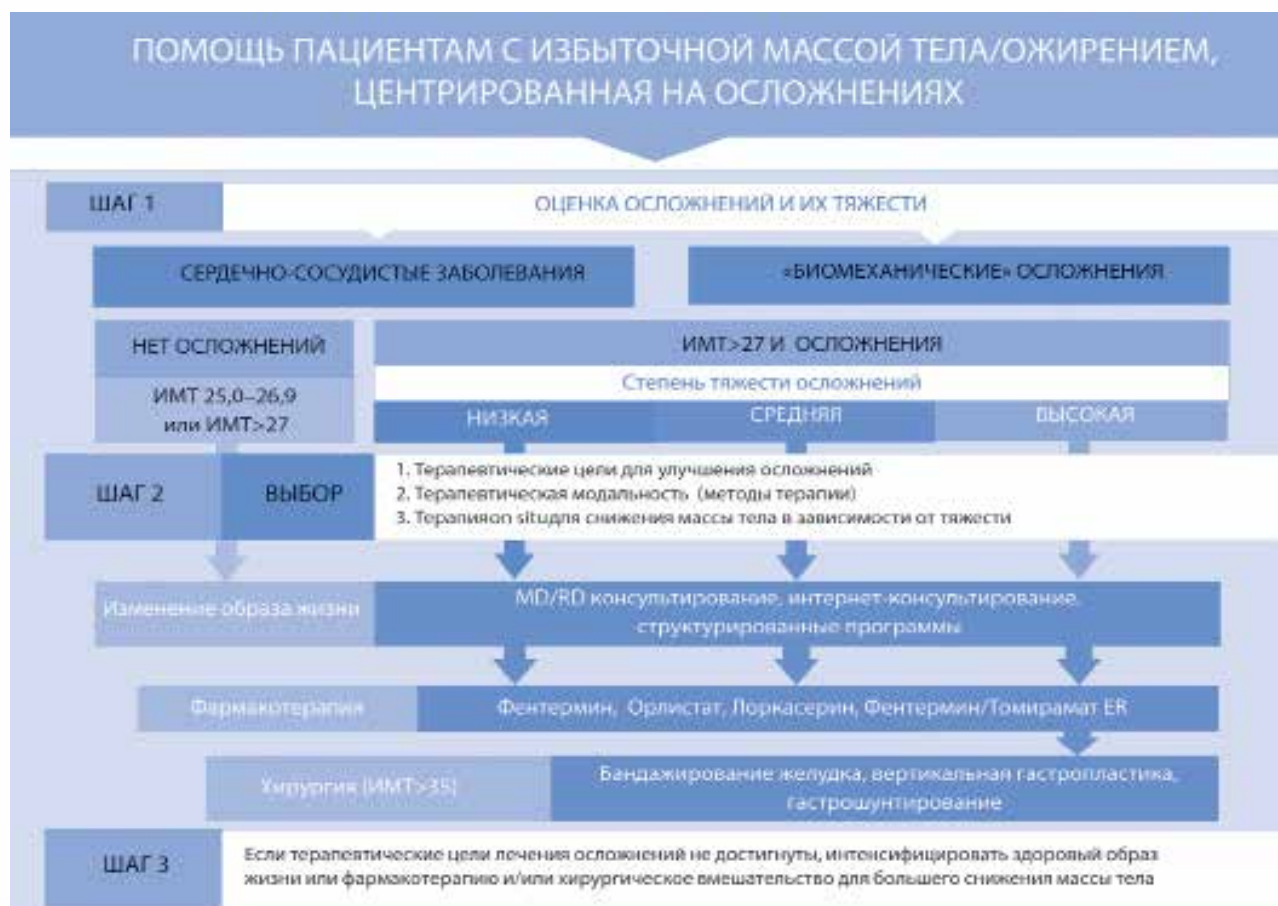 ПОМОЩЬ ПАЦИЕНТАМ С ИЗБЫТОЧНОЙ МАССОЙ ТЕЛА/ОЖИРЕНИЕМ,
ЦЕНТРИРОВАННАЯ НА ОСЛОЖНЕНИЯХ
ШАГ 1
ОЦЕНКА ОСЛОЖНЕНИЙ И ИХ ТЯЖЕСТИ
СЕРДЕЧНО-СОСУДИСТЫЕ ЗАБОЛЕВАНИЯ
«БИОМЕХАНИЧЕСКИЕ» ОСЛОЖНЕНИЯ
НЕТ ОСЛОЖНЕНИЙ
ИМТ 25,0–26,9
или ИМТ>27
ИМТ>27 И ОСЛОЖНЕНИЯ
Степень тяжести осложнений
НИЗКАЯ
СРЕДНЯЯ
ВЫСОКАЯ
ШАГ 2
ВЫБОР
1. Терапевтические цели для улучшения осложнений
2. Терапевтическая модальность (методы терапии)
3. Терапияon situдля снижения массы тела в зависимости от тяжести
Изменение образа жизни
MD/RD консультирование, интернет-консультирование,
структурированные программы
Фармакотерапия
Фентермин, Орлистат, Лоркасерин, Фентермин/Томирамат ER
Хирургия (ИМТ>35)
Бандажирование желудка, вертикальная гастропластика,
гастрошунтирование
ШАГ 3
Если терапевтические цели лечения осложнений не достигнуты, интенсифицировать здоровый образ
жизни или фармакотерапию и/или хирургическое вмешательство для большего снижения массы тела